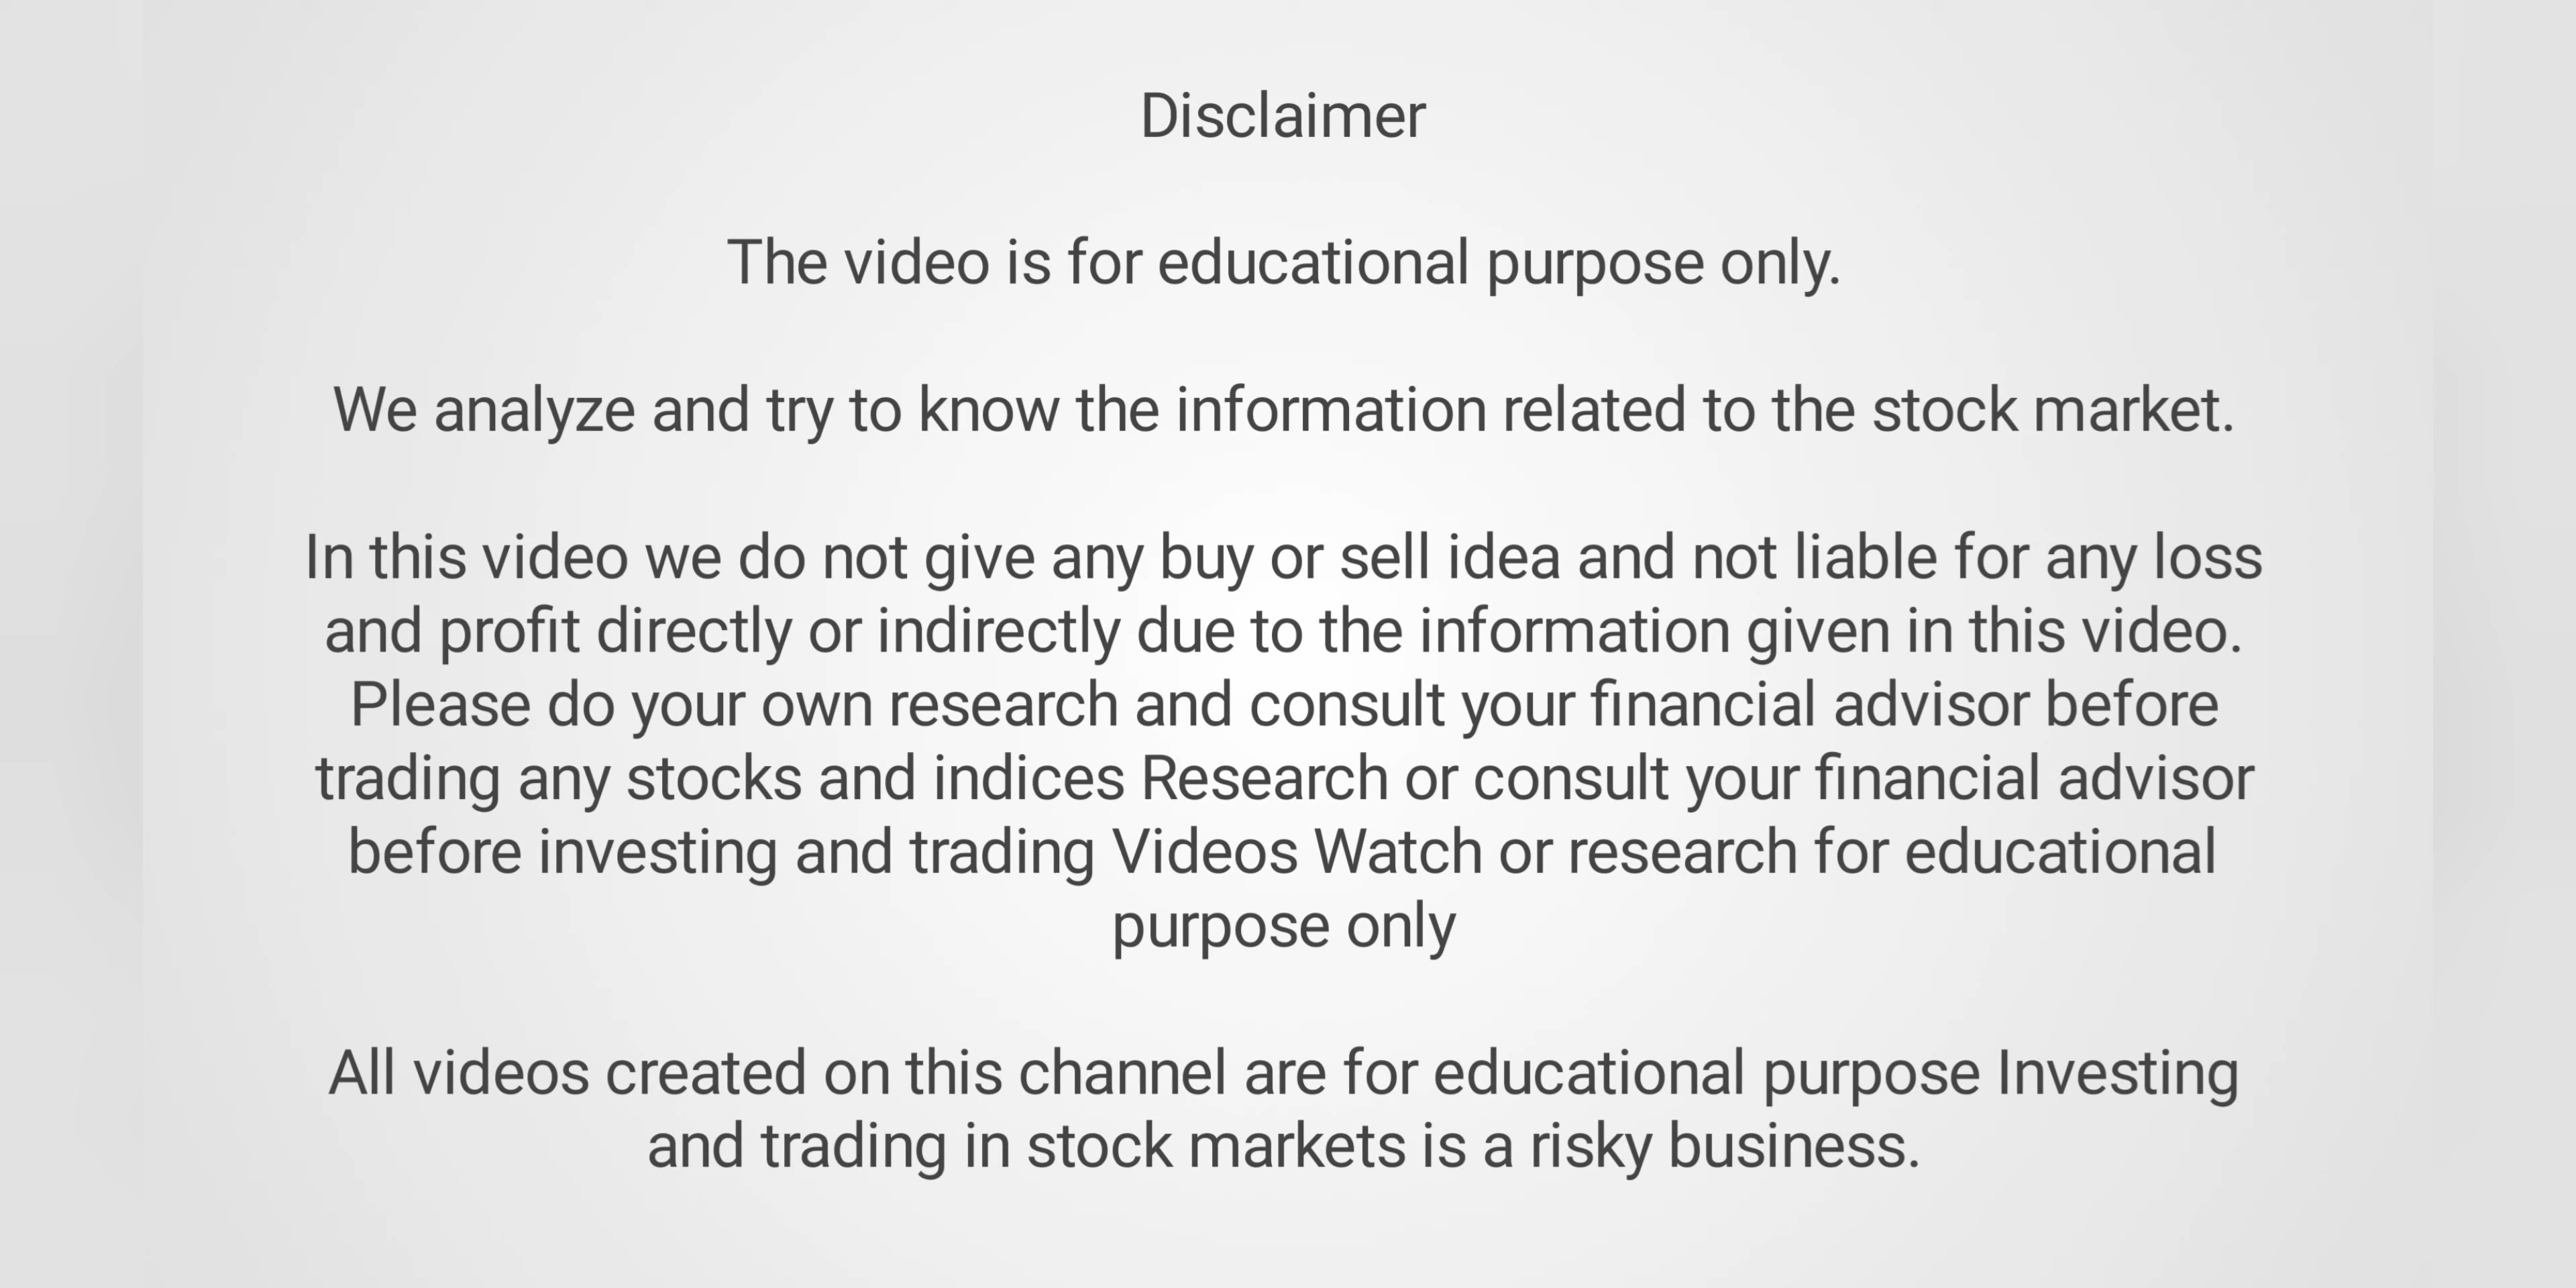 Disclaimer
The video is for educational purpose only.
We analyze and try to know the information related to the stock market.
In this video we do not give any buy or sell idea and not liable for any loss
and profit directly or indirectly due to the information given in this video.
Please do your own research and consult your financial advisor before
trading any stocks and indices Research or consult your financial advisor
before investing and trading Videos Watch or research for educational
purpose only
All videos created on this channel are for educational purpose Investing
and trading in stock markets is a risky business.